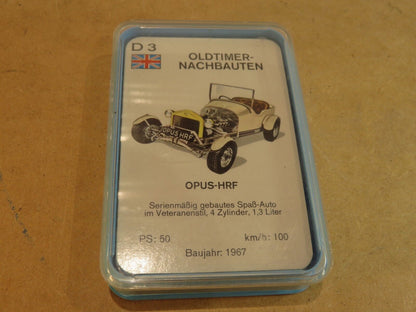 D 3
OLDTIMER-
NACHBAUTEN
OPUS HRF
OPUS-HRF
Serienmäßig gebautes Spaß-Auto
im Veteranenstil, 4 Zylinder, 1,3 Liter
PS: 50 km/h: 100
Baujahr: 1967